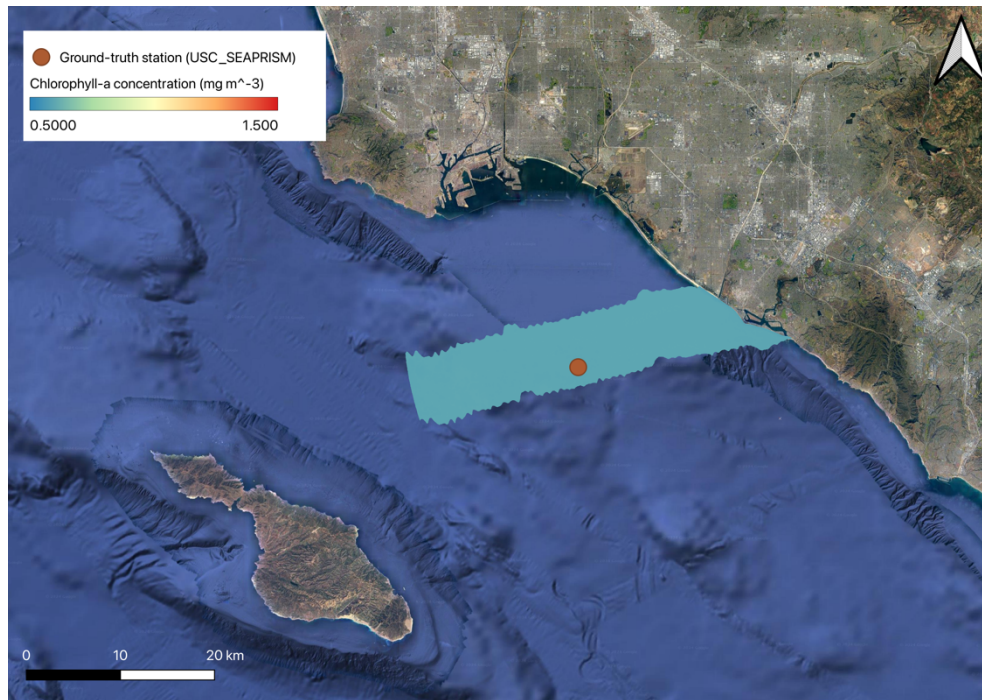 Ground-truth station (USC_SEAPRISM)
Chlorophyll-a concentration (mg m^-3)
0.5000 1.500
0 10 20 km